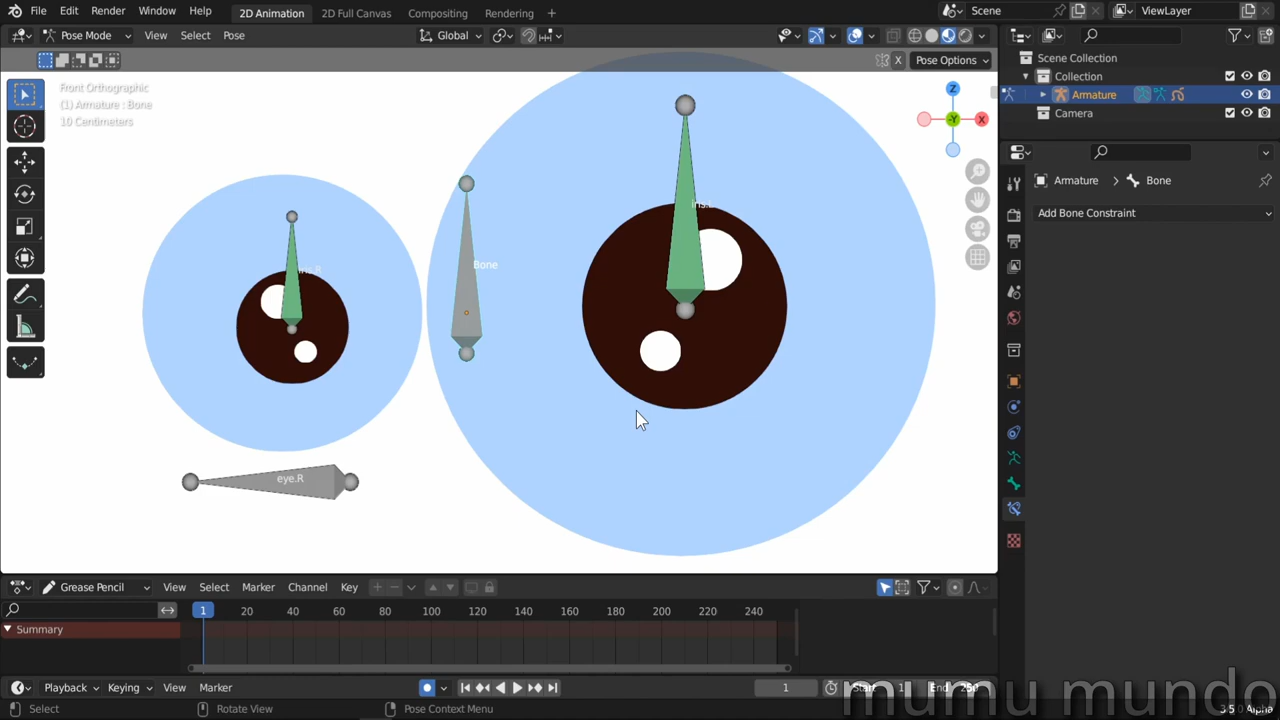 File Edit Render Window Help 2D Animation 2D Full Canvas Compositing Rendering + Scene ViewLayer
Pose Mode View Select Pose Global
X Pose Options
Front Orthographic
(1) Armature : Bone
10 Centimeters
Z
-Y X
Bone
iris.R
iris.L
eye.R
Scene Collection
Collection
Armature
Camera
Armature > Bone
Add Bone Constraint
Grease Pencil View Select Marker Channel Key
1 20 40 60 80 100 120 140 160 180 200 220 240
Summary
Playback Keying View Marker 1 Start 1 End 250
Select Rotate View Pose Context Menu
mumu mundo